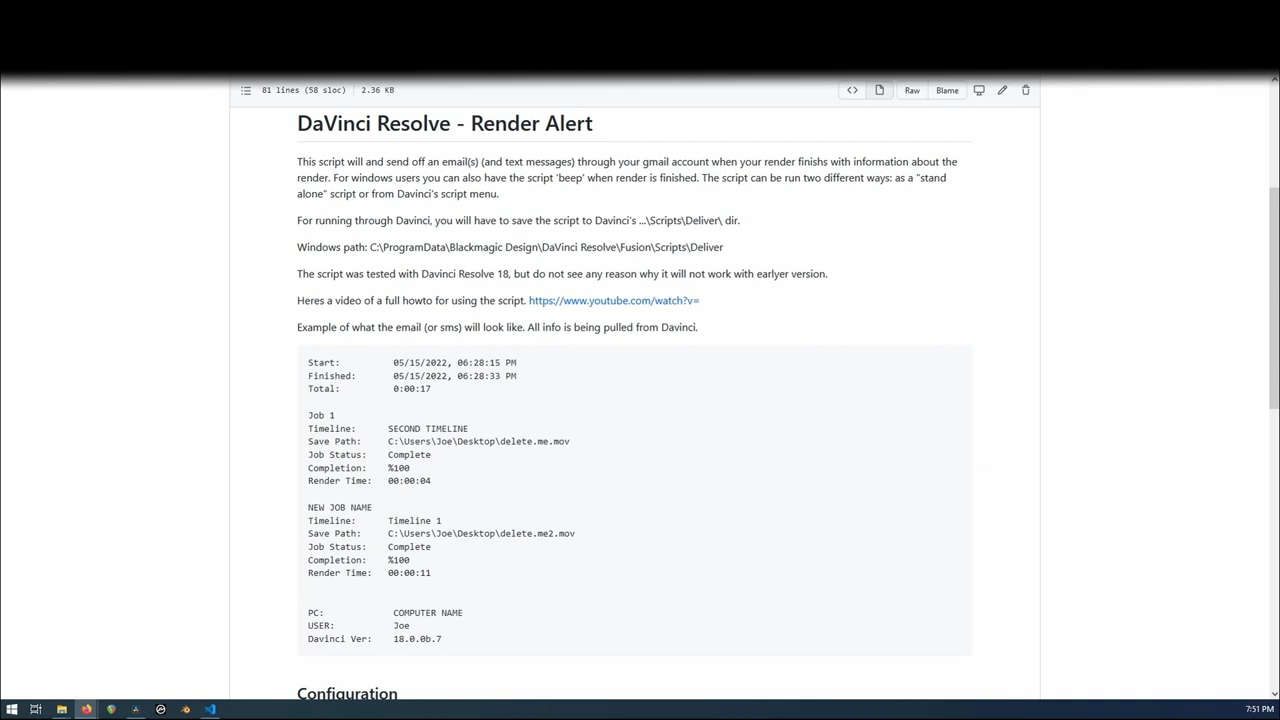 81 lines (58 sloc) 2.36 KB
Raw Blame
DaVinci Resolve - Render Alert
This script will and send off an email(s) (and text messages) through your gmail account when your render finishs with information about the
render. For windows users you can also have the script 'beep' when render is finished. The script can be run two different ways: as a "stand
alone" script or from Davinci's script menu.
For running through Davinci, you will have to save the script to Davinci's ...\Scripts\Deliver\ dir.
Windows path: C:\ProgramData\Blackmagic Design\DaVinci Resolve\Fusion\Scripts\Deliver
The script was tested with Davinci Resolve 18, but do not see any reason why it will not work with earlyer version.
Heres a video of a full howto for using the script. https://www.youtube.com/watch?v=
Example of what the email (or sms) will look like. All info is being pulled from Davinci.
Start: 05/15/2022, 06:28:15 PM
Finished: 05/15/2022, 06:28:33 PM
Total: 0:00:17
Job 1
Timeline: SECOND TIMELINE
Save Path: C:\Users\Joe\Desktop\delete.me.mov
Job Status: Complete
Completion: %100
Render Time: 00:00:04
NEW JOB NAME
Timeline: Timeline 1
Save Path: C:\Users\Joe\Desktop\delete.me2.mov
Job Status: Complete
Completion: %100
Render Time: 00:00:11
PC: COMPUTER NAME
USER: Joe
Davinci Ver: 18.0.0b.7
Configuration
7:51 PM